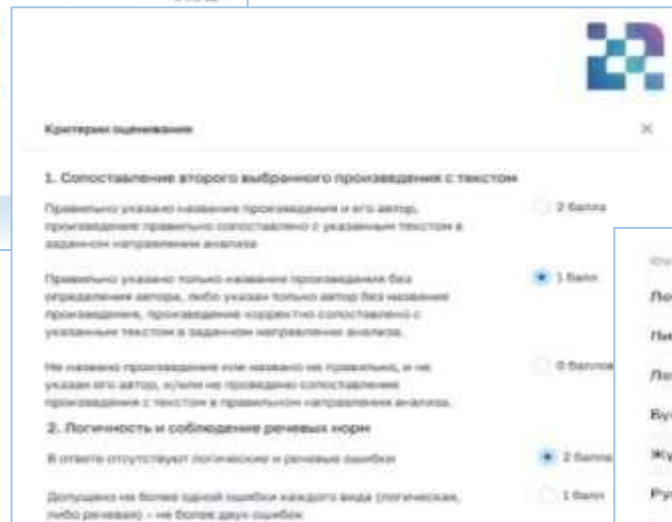 Критерии оценивания
1. Сопоставление второго выбранного произведения с текстом
Правильно указано название произведения и его автор,
произведение правильно сопоставлено с указанным текстом в
заданном направлении анализа
2 балла
Правильно указано только название произведения без
определения автора, либо указан только автор без названия
произведения, произведение корректно сопоставлено с
указанным текстом в заданном направлении анализа.
1 балл
Не названо произведение или названо не правильно, и не
указан его автор, и/или не проведено сопоставление
произведения с текстом в правильном направлении анализа.
0 баллов
2. Логичность и соблюдение речевых норм
В ответе отсутствуют логические и речевые ошибки
2 балла
Допущено не более одной ошибки каждого вида (логическая,
либо речевая) – не более двух ошибок
1 балл